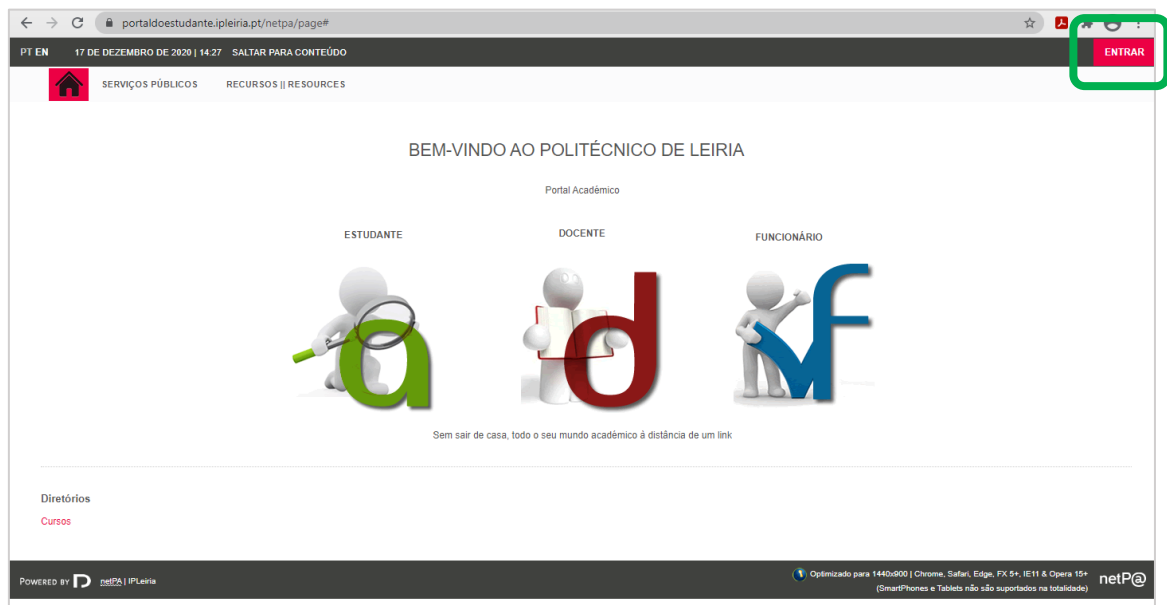 portaldoestudante.ipleiria.pt/netpa/page#
PT EN 17 DE DEZEMBRO DE 2020 | 14:27 SALTAR PARA CONTEÚDO ENTRAR
SERVIÇOS PÚBLICOS RECURSOS || RESOURCES
BEM-VINDO AO POLITÉCNICO DE LEIRIA
Portal Académico
ESTUDANTE DOCENTE FUNCIONÁRIO
a d f
Sem sair de casa, todo o seu mundo académico á distância de um link
Diretórios
Cursos
POWERED BY netPA | IPLeiria
Optimizado para 1440x900 | Chrome, Safari, Edge, FX 5+, IE11 & Opera 15+
(SmartPhones e Tablets não são suportados na totalidade)
netP@